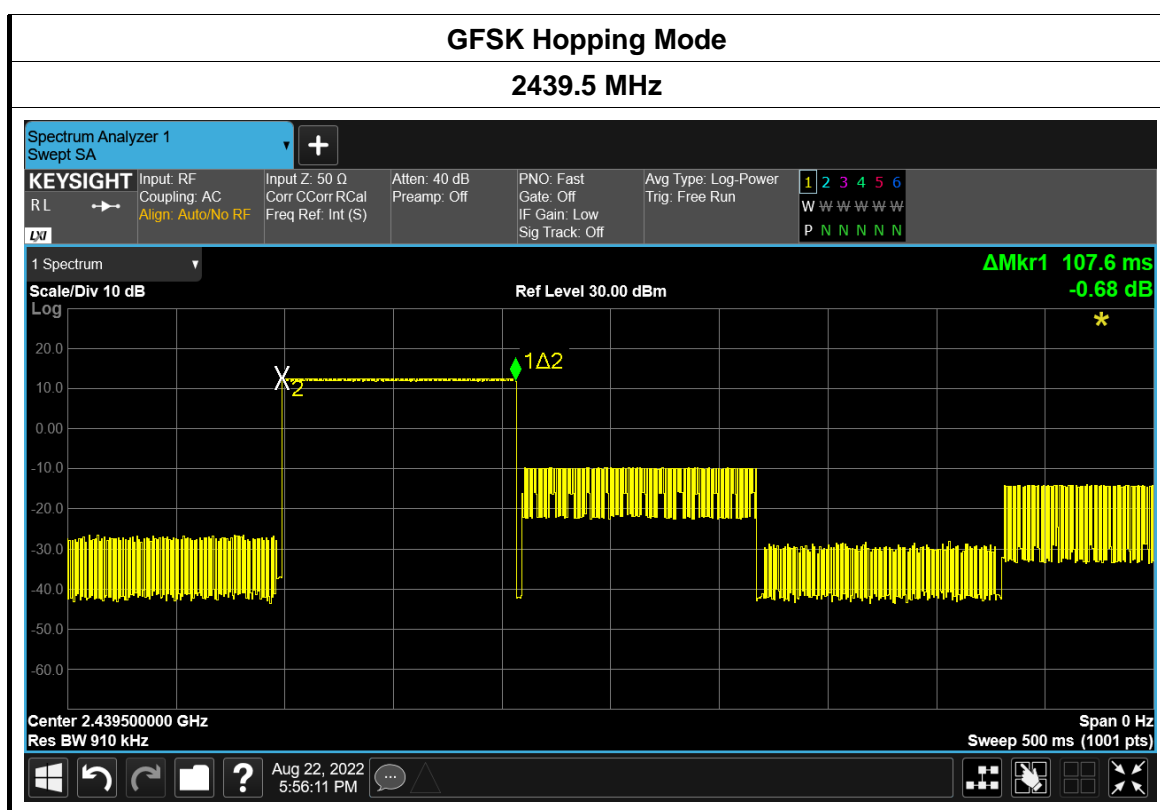 GFSK Hopping Mode
2439.5 MHz
Spectrum Analyzer 1
Swept SA
KEYSIGHT
RL
LXI
Input: RF
Coupling: AC
Align: Auto/No RF
Input Z: 50 Ω
Corr CCorr RCal
Freq Ref: Int (S)
Atten: 40 dB
Preamp: Off
PNO: Fast
Gate: Off
IF Gain: Low
Sig Track: Off
Avg Type: Log-Power
Trig: Free Run
1 2 3 4 5 6
W W W W W W
P N N N N N
1 Spectrum
ΔMkr1 107.6 ms
Scale/Div 10 dB
Ref Level 30.00 dBm
-0.68 dB
Log
*
20.0
1Δ2
10.0
2
0.00
-10.0
-20.0
-30.0
-40.0
-50.0
-60.0
Center 2.439500000 GHz
Span 0 Hz
Res BW 910 kHz
Sweep 500 ms (1001 pts)
?
Aug 22, 2022
5:56:11 PM